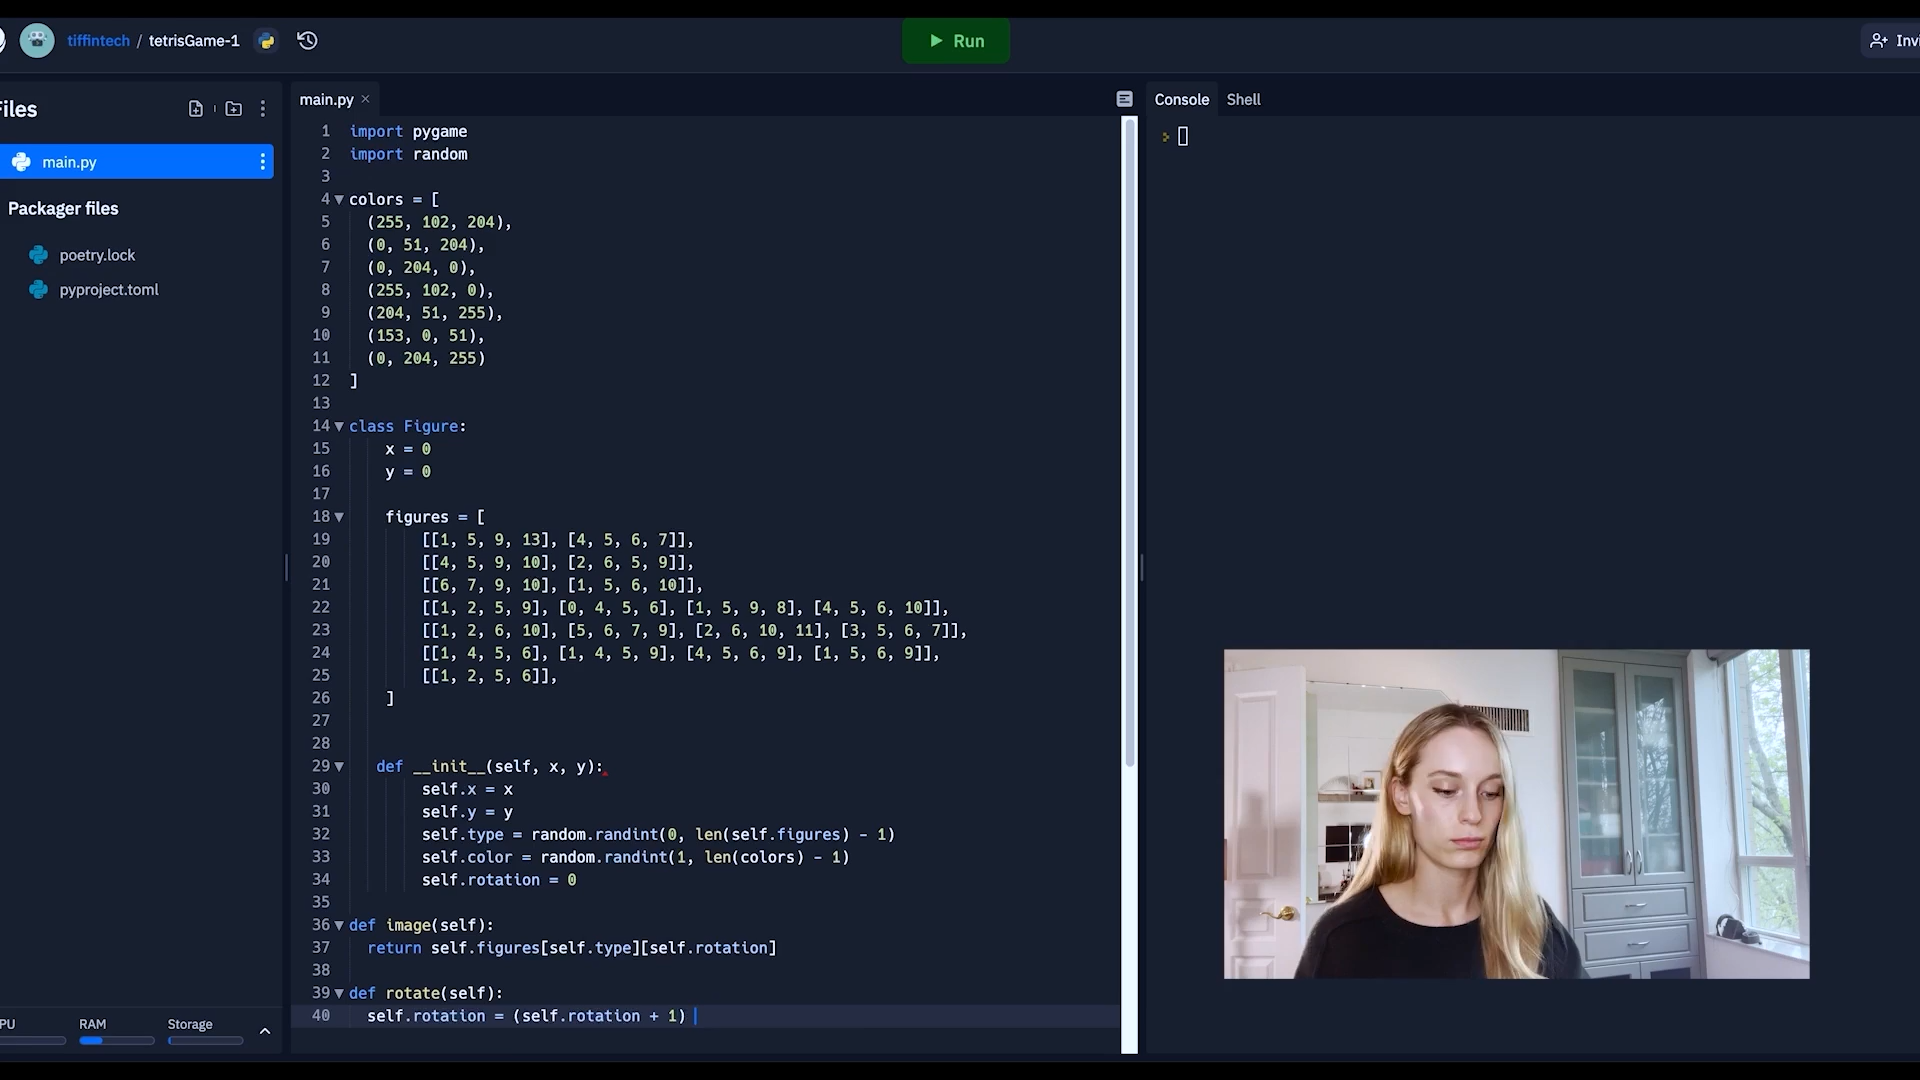 tiffintech / tetrisGame-1
Run
Invi
Files
main.py
Packager files
poetry.lock
pyproject.toml
PU
RAM
Storage
main.py
1 import pygame
2 import random
3
4 colors = [
5 (255, 102, 204),
6 (0, 51, 204),
7 (0, 204, 0),
8 (255, 102, 0),
9 (204, 51, 255),
10 (153, 0, 51),
11 (0, 204, 255)
12 ]
13
14 class Figure:
15 x = 0
16 y = 0
17
18 figures = [
19 [[1, 5, 9, 13], [4, 5, 6, 7]],
20 [[4, 5, 9, 10], [2, 6, 5, 9]],
21 [[6, 7, 9, 10], [1, 5, 6, 10]],
22 [[1, 2, 5, 9], [0, 4, 5, 6], [1, 5, 9, 8], [4, 5, 6, 10]],
23 [[1, 2, 6, 10], [5, 6, 7, 9], [2, 6, 10, 11], [3, 5, 6, 7]],
24 [[1, 4, 5, 6], [1, 4, 5, 9], [4, 5, 6, 9], [1, 5, 6, 9]],
25 [[1, 2, 5, 6]],
26 ]
27
28
29 def __init__(self, x, y):
30 self.x = x
31 self.y = y
32 self.type = random.randint(0, len(self.figures) - 1)
33 self.color = random.randint(1, len(colors) - 1)
34 self.rotation = 0
35
36 def image(self):
37 return self.figures[self.type][self.rotation]
38
39 def rotate(self):
40 self.rotation = (self.rotation + 1)
Console Shell